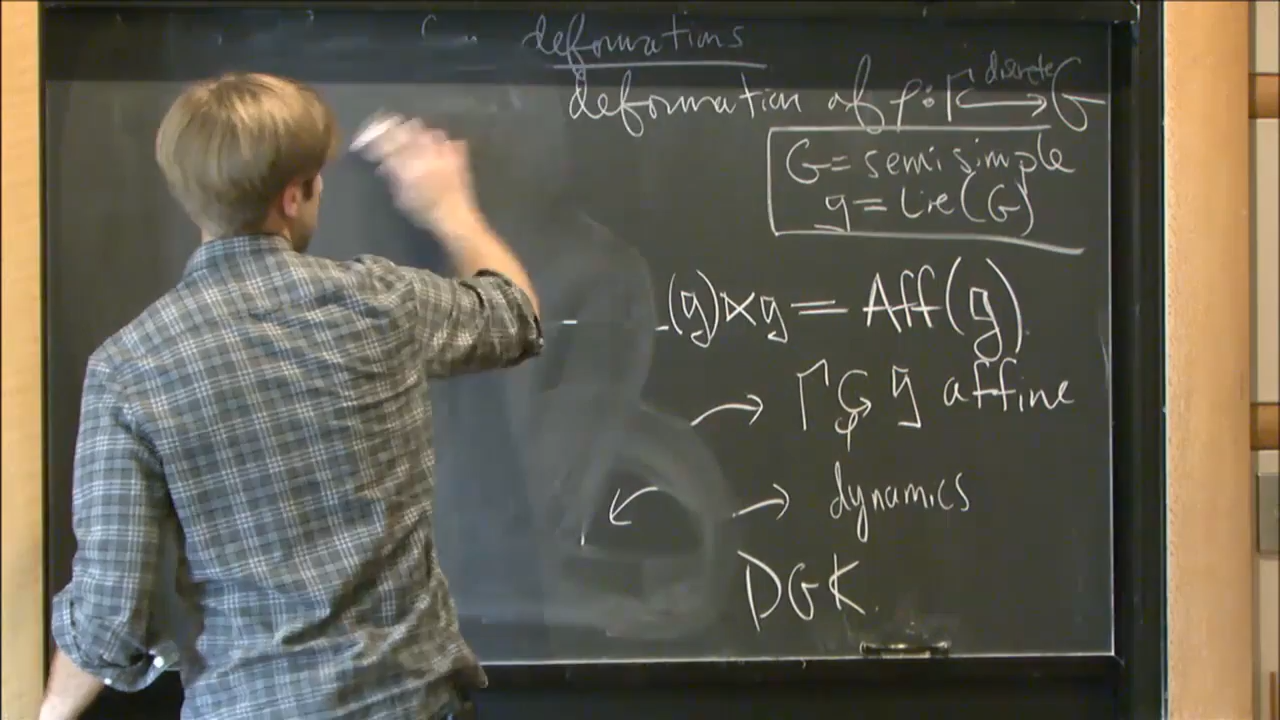 deformations
deformation of ρ: Γ ⟶ G
discrete
G = semisimple
g = Lie(G)
(g)⋉g = Aff(g).
→ Γ ↻ g affine
φ
→ dynamics
DGK.